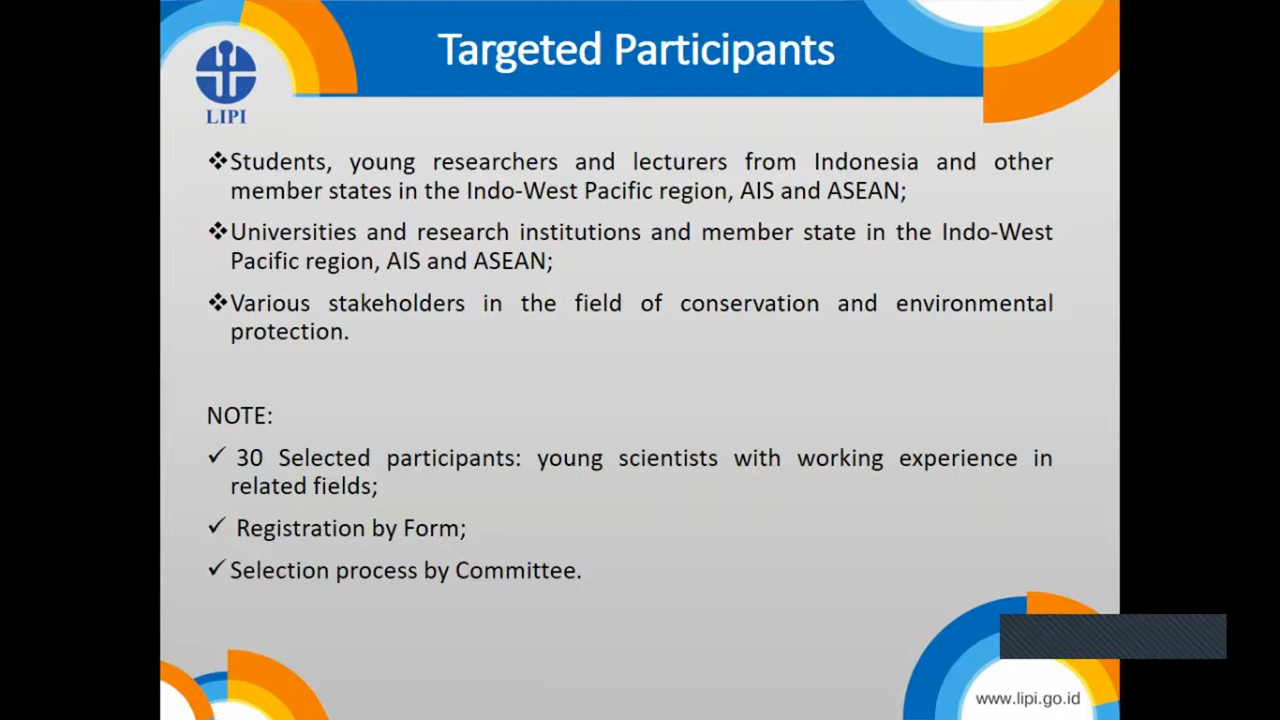 Targeted Participants
LIPI
❖Students, young researchers and lecturers from Indonesia and other
member states in the Indo-West Pacific region, AIS and ASEAN;
❖Universities and research institutions and member state in the Indo-West
Pacific region, AIS and ASEAN;
❖Various stakeholders in the field of conservation and environmental
protection.
NOTE:
✓ 30 Selected participants: young scientists with working experience in
related fields;
✓ Registration by Form;
✓Selection process by Committee.
www.lipi.go.id